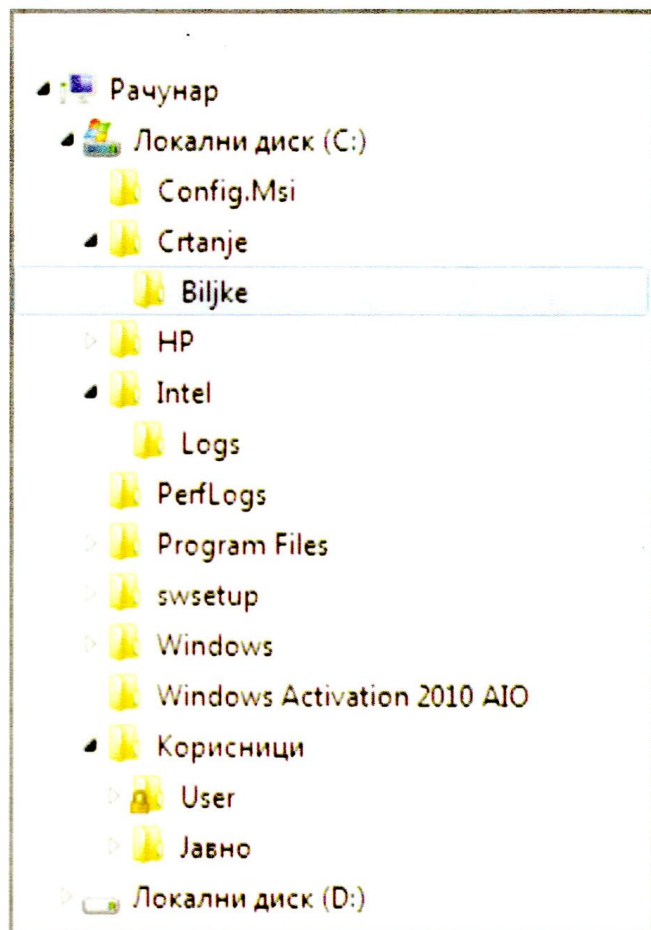 Рачунар
Локални диск (C:)
Config.Msi
Crtanje
Biljke
HP
Intel
Logs
PerfLogs
Program Files
swsetup
Windows
Windows Activation 2010 AIO
Корисници
User
Јавно
Локални диск (D:)